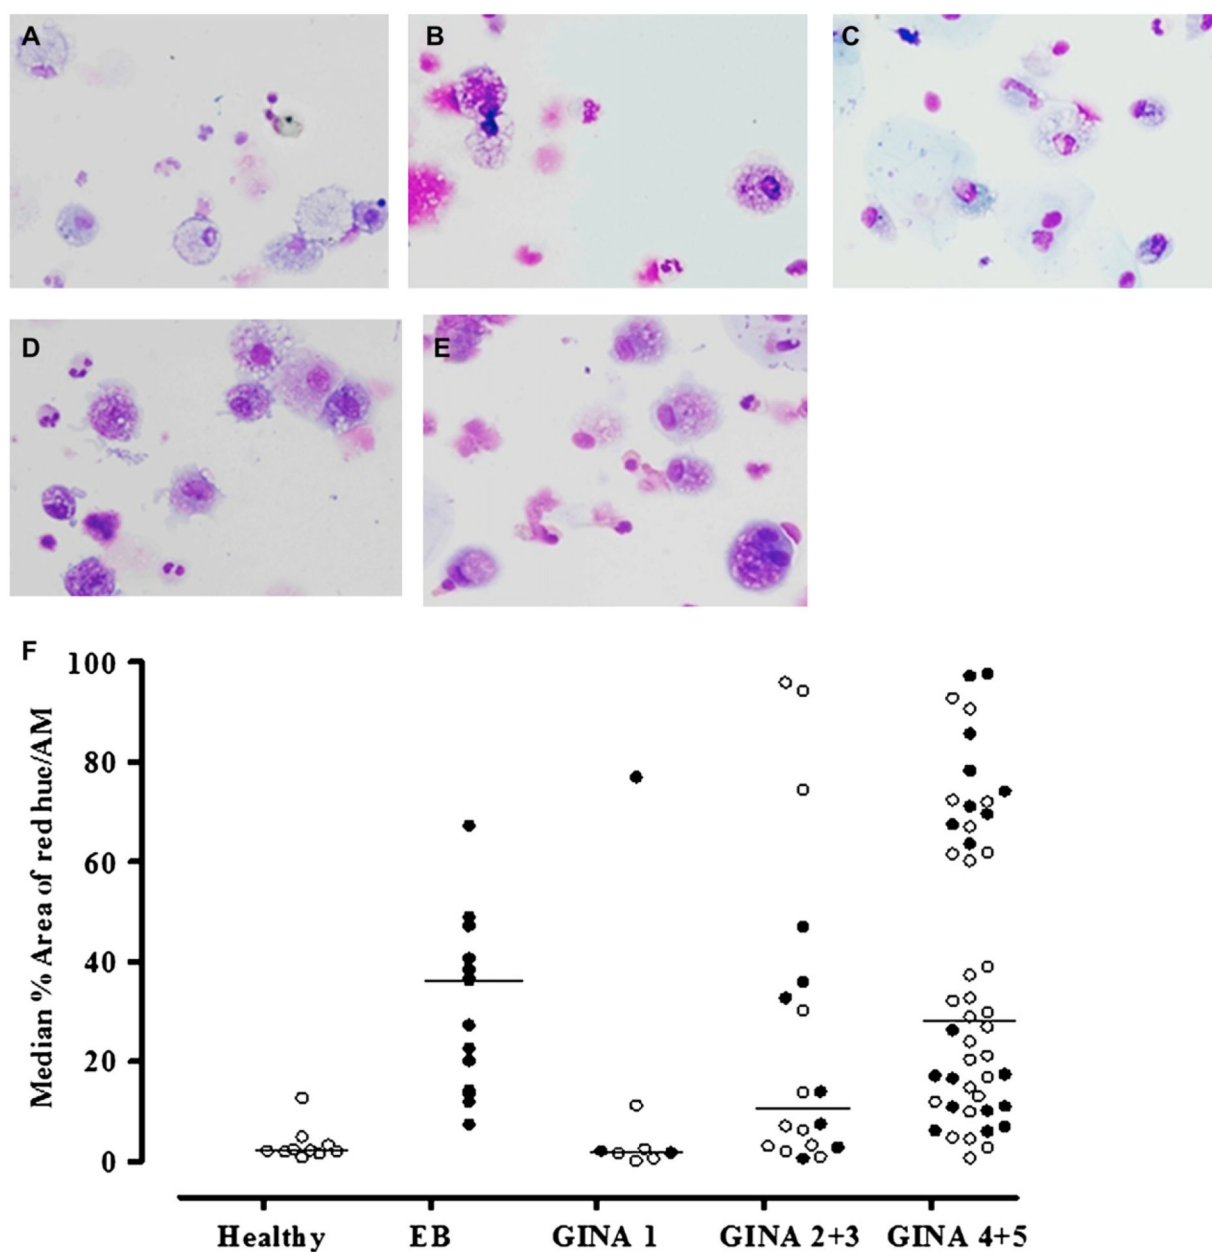 A
B
C
D
E
F
Median % Area of red hue/AM
100
80
60
40
20
0
Healthy
EB
GINA 1
GINA 2+3
GINA 4+5